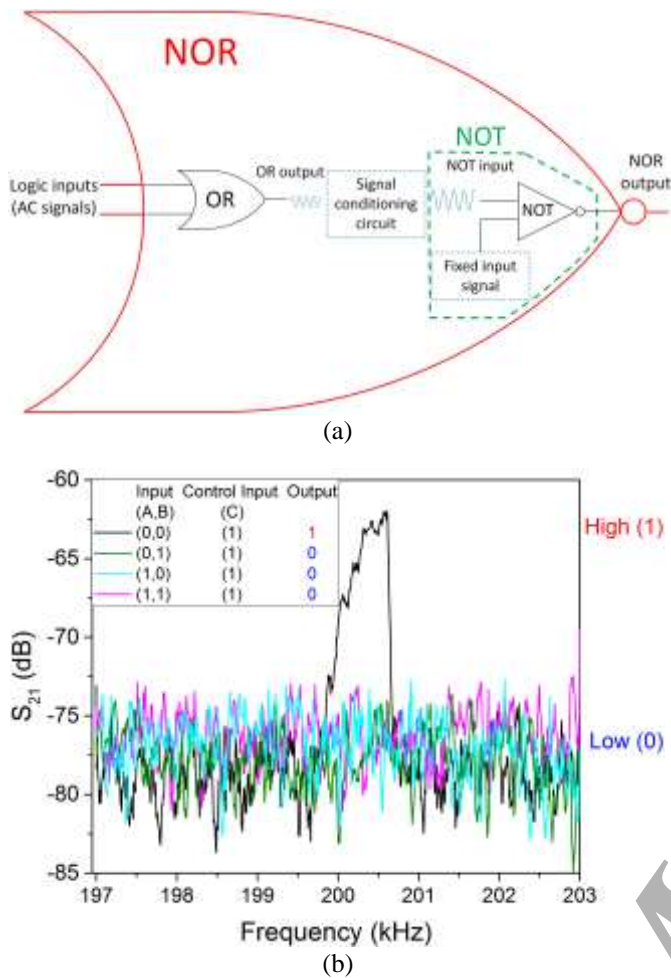 NOR
NOT
NOR
output
Logic inputs
(AC signals)
OR
OR output
Signal
conditioning
circuit
NOT input
NOT
Fixed input
signal
(a)
Input Control Input Output
(A,B) (C)
(0,0) (1) 1
(0,1) (1) 0
(1,0) (1) 0
(1,1) (1) 0
High (1)
Low (0)
S21 (dB)
-60
-65
-70
-75
-80
-85
197 198 199 200 201 202 203
Frequency (kHz)
(b)